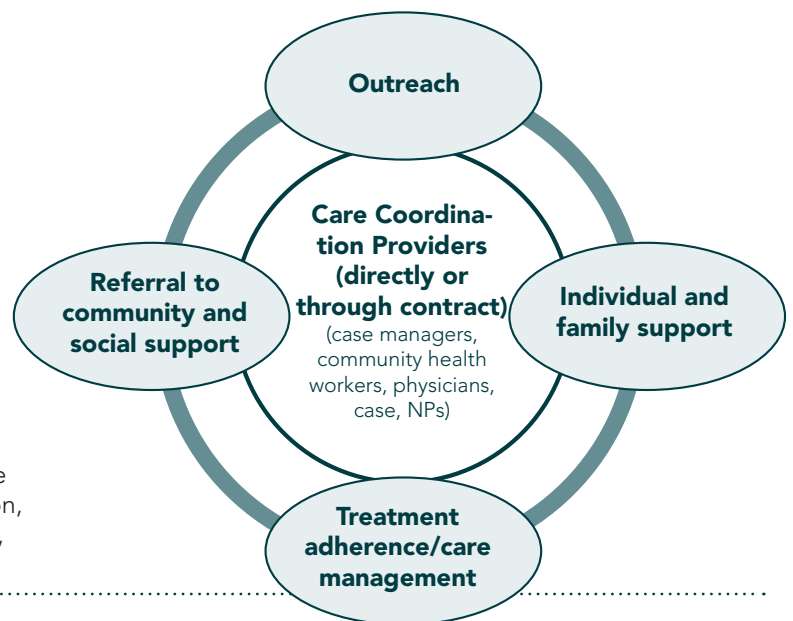 Outreach
Care Coordina-
tion Providers
(directly or
through contract)
(case managers,
community health
workers, physicians,
case, NPs)
Referral to
community and
social support
Individual and
family support
Treatment
adherence/care
management